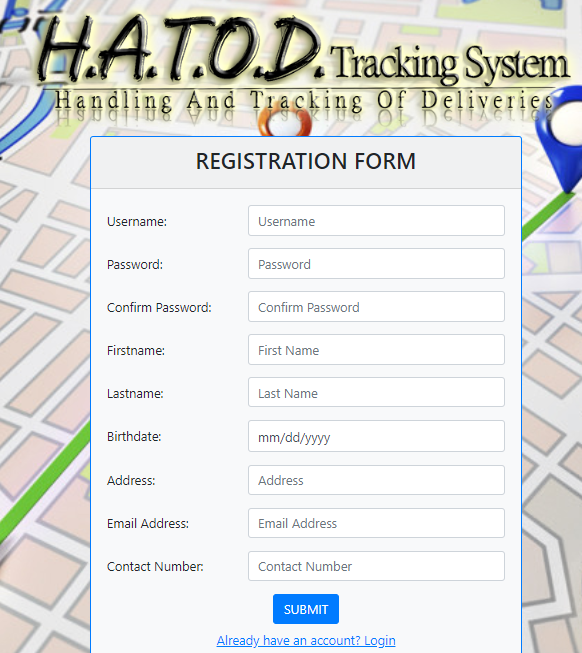 H.A.T.O.D. Tracking System
Handling And Tracking Of Deliveries
REGISTRATION FORM
Username: Username
Password: Password
Confirm Password: Confirm Password
Firstname: First Name
Lastname: Last Name
Birthdate: mm/dd/yyyy
Address: Address
Email Address: Email Address
Contact Number: Contact Number
SUBMIT
Already have an account? Login